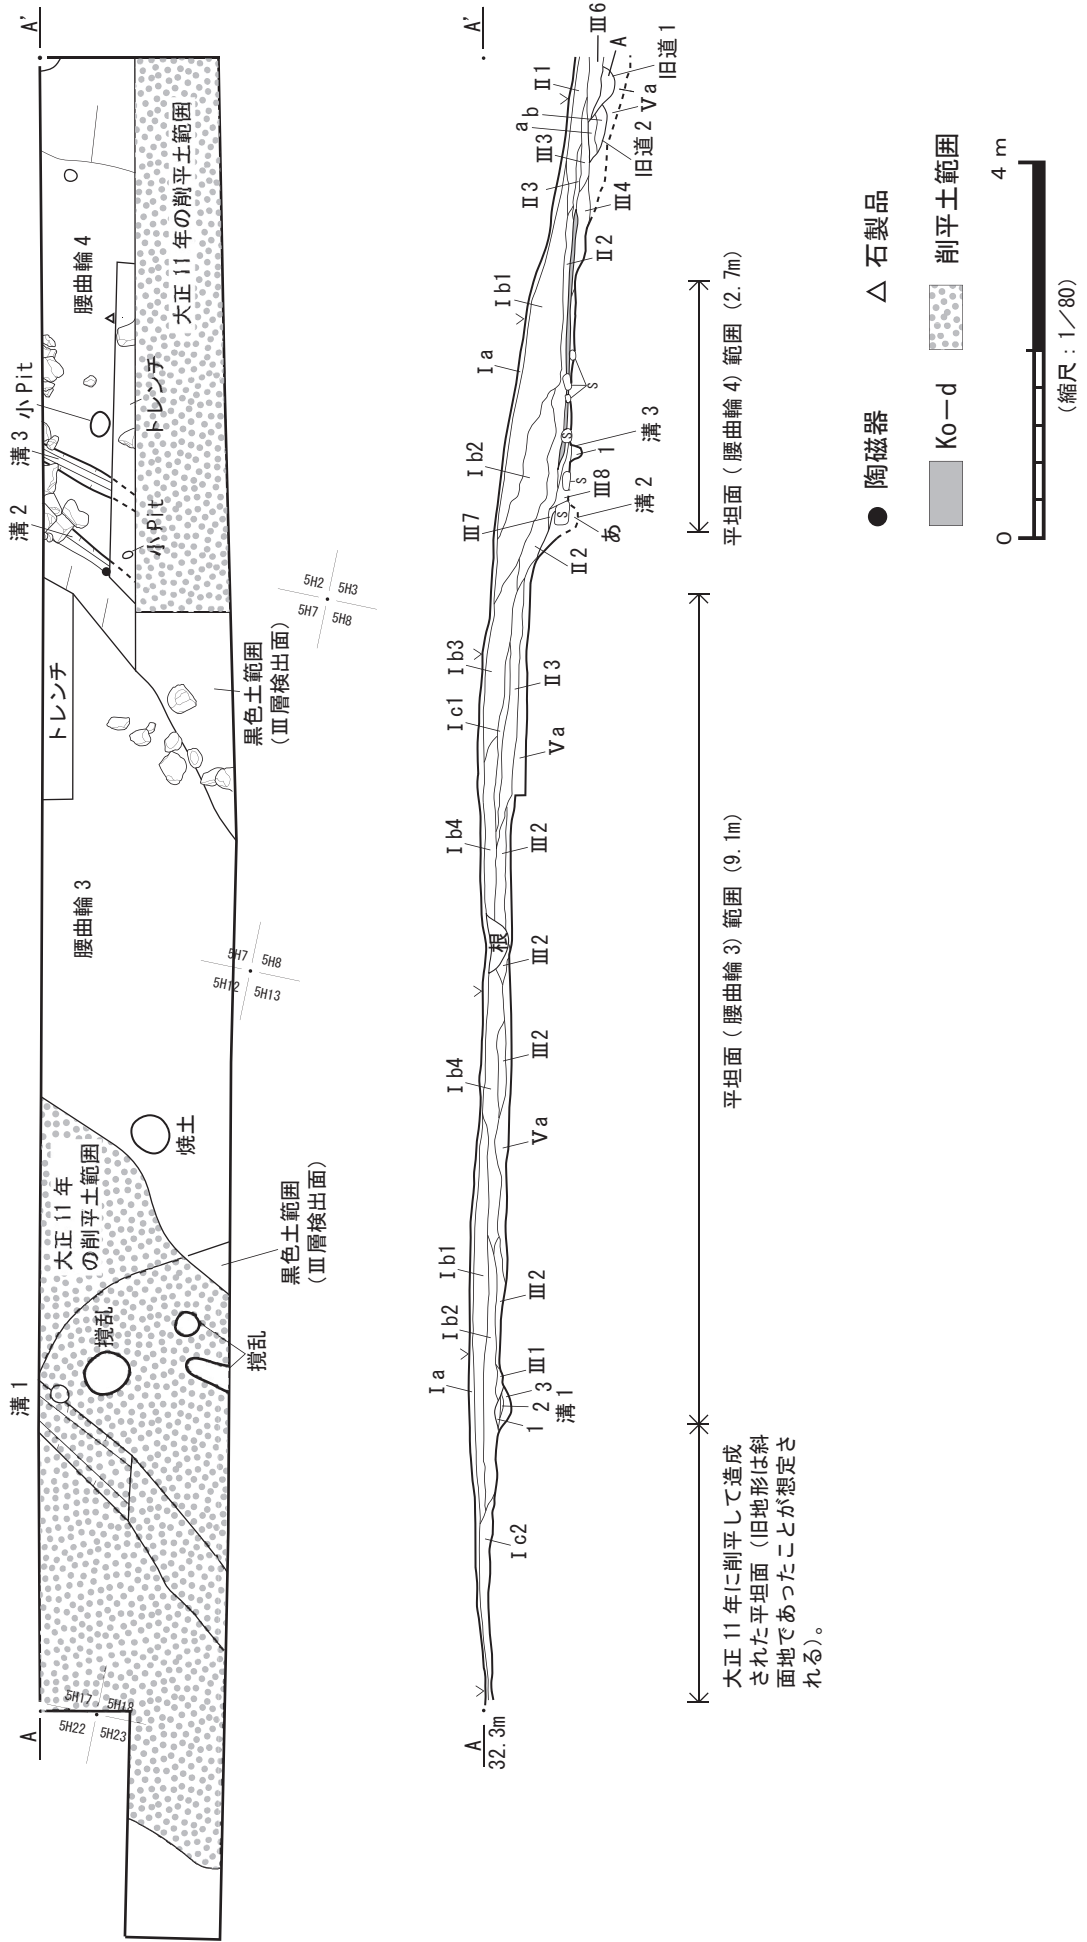 A
A'
5H17
5H18
5H22
5H23
溝 1
攪乱
攪乱
大正 11 年
の削平土範囲
黒色土範囲
(Ⅲ層検出面)
焼土
腰曲輪 3
5H7
5H8
5H12
5H13
トレンチ
黒色土範囲
(Ⅲ層検出面)
5H2
5H3
5H7
5H8
溝 2
溝 3
小 Pit
小 Pit
トレンチ
腰曲輪 4
大正 11 年の削平土範囲
A
32.3m
A'
Ⅰc2
Ⅰa
Ⅰb2
Ⅰb1
1
2
3
溝 1
Ⅲ1
Ⅲ2
Ⅴa
Ⅰb4
Ⅲ2
根
Ⅲ2
Ⅰb4
Ⅲ2
Ⅴa
Ⅰc1
Ⅰb3
Ⅱ3
Ⅱ2
あ
溝 2
Ⅲ7
Ⅲ8
S
S
S
S
1
溝 3
Ⅰb2
Ⅰa
Ⅰb1
Ⅱ2
Ⅲ4
Ⅱ3
Ⅲ3
a
b
旧道 2
Ⅴa
旧道 1
Ⅱ1
A
Ⅲ6
大正 11 年に削平して造成
された平坦面（旧地形は斜
面地であったことが想定さ
れる）。
平坦面（腰曲輪 3）範囲（9.1m）
平坦面（腰曲輪 4）範囲（2.7m）
● 陶磁器
△ 石製品
Ko－d
削平土範囲
0
4 m
（縮尺：1／80）